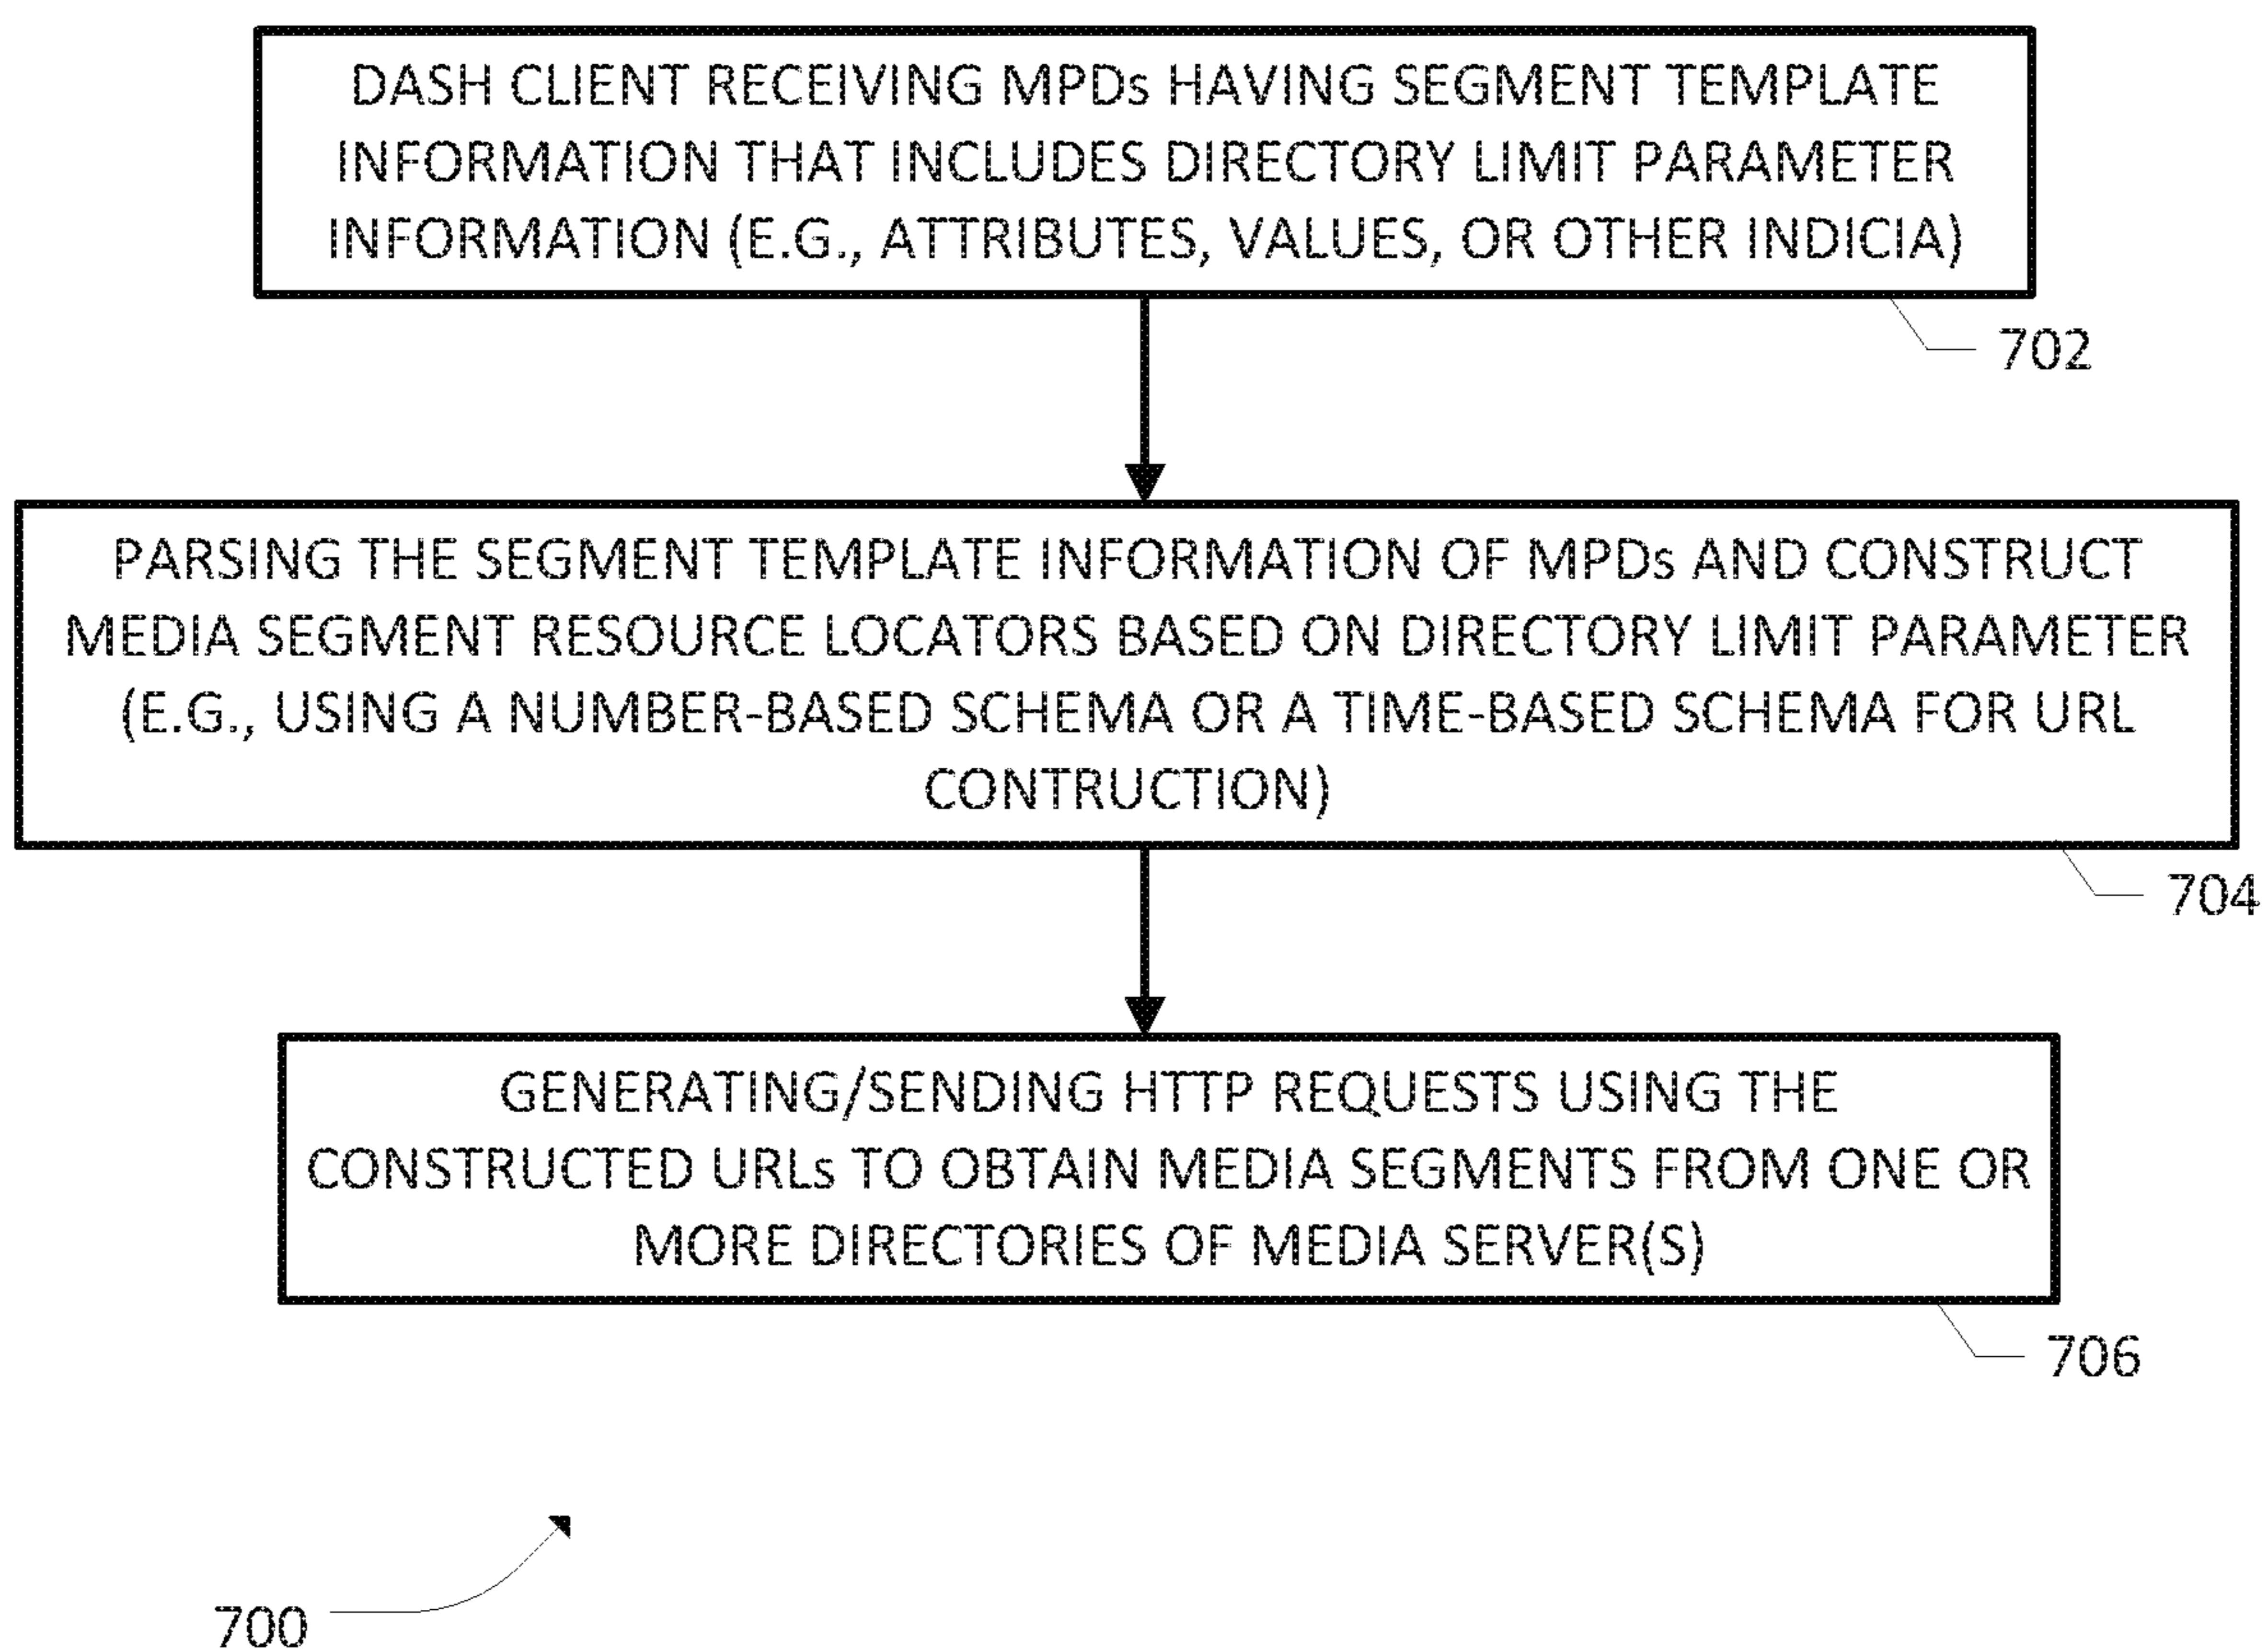 DASH CLIENT RECEIVING MPDs HAVING SEGMENT TEMPLATE
INFORMATION THAT INCLUDES DIRECTORY LIMIT PARAMETER
INFORMATION (E.G., ATTRIBUTES, VALUES, OR OTHER INDICIA)
702
PARSING THE SEGMENT TEMPLATE INFORMATION OF MPDs AND CONSTRUCT
MEDIA SEGMENT RESOURCE LOCATORS BASED ON DIRECTORY LIMIT PARAMETER
(E.G., USING A NUMBER-BASED SCHEMA OR A TIME-BASED SCHEMA FOR URL
CONTRUCTION)
704
GENERATING/SENDING HTTP REQUESTS USING THE
CONSTRUCTED URLs TO OBTAIN MEDIA SEGMENTS FROM ONE OR
MORE DIRECTORIES OF MEDIA SERVER(S)
706
700